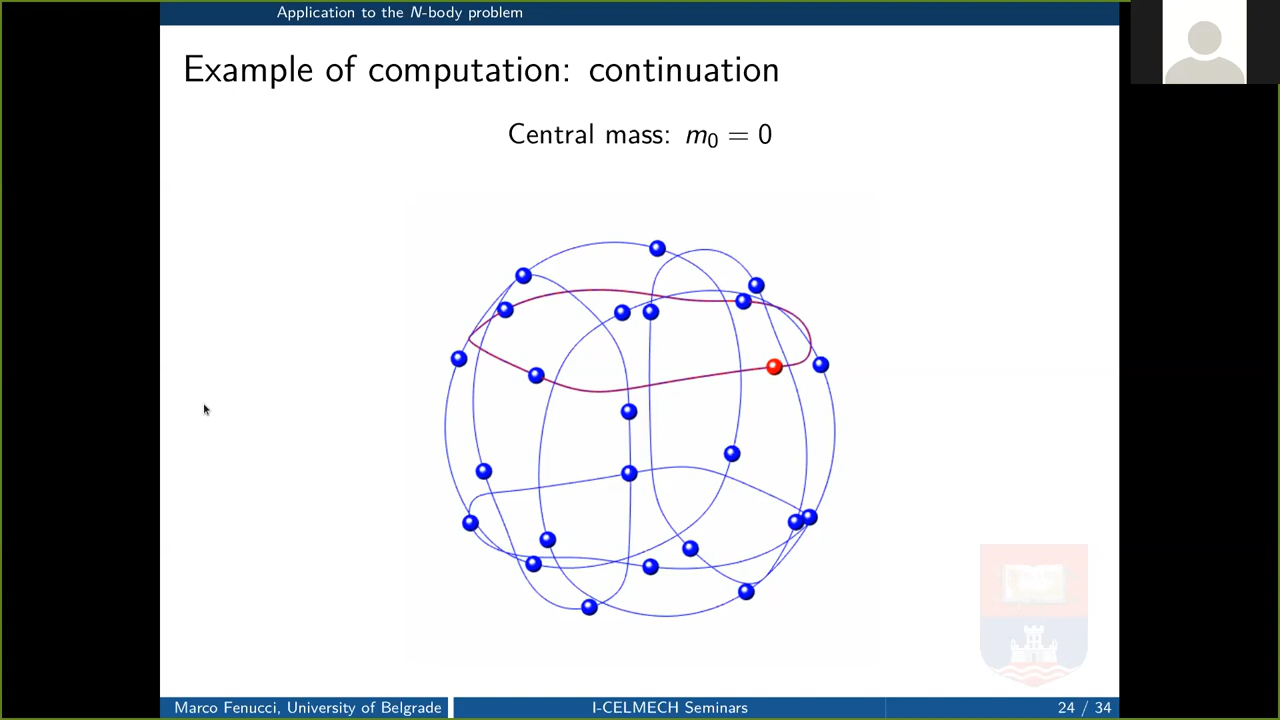 Application to the N-body problem
Example of computation: continuation
Central mass: m₀ = 0
Marco Fenucci, University of Belgrade
I-CELMECH Seminars
24 / 34